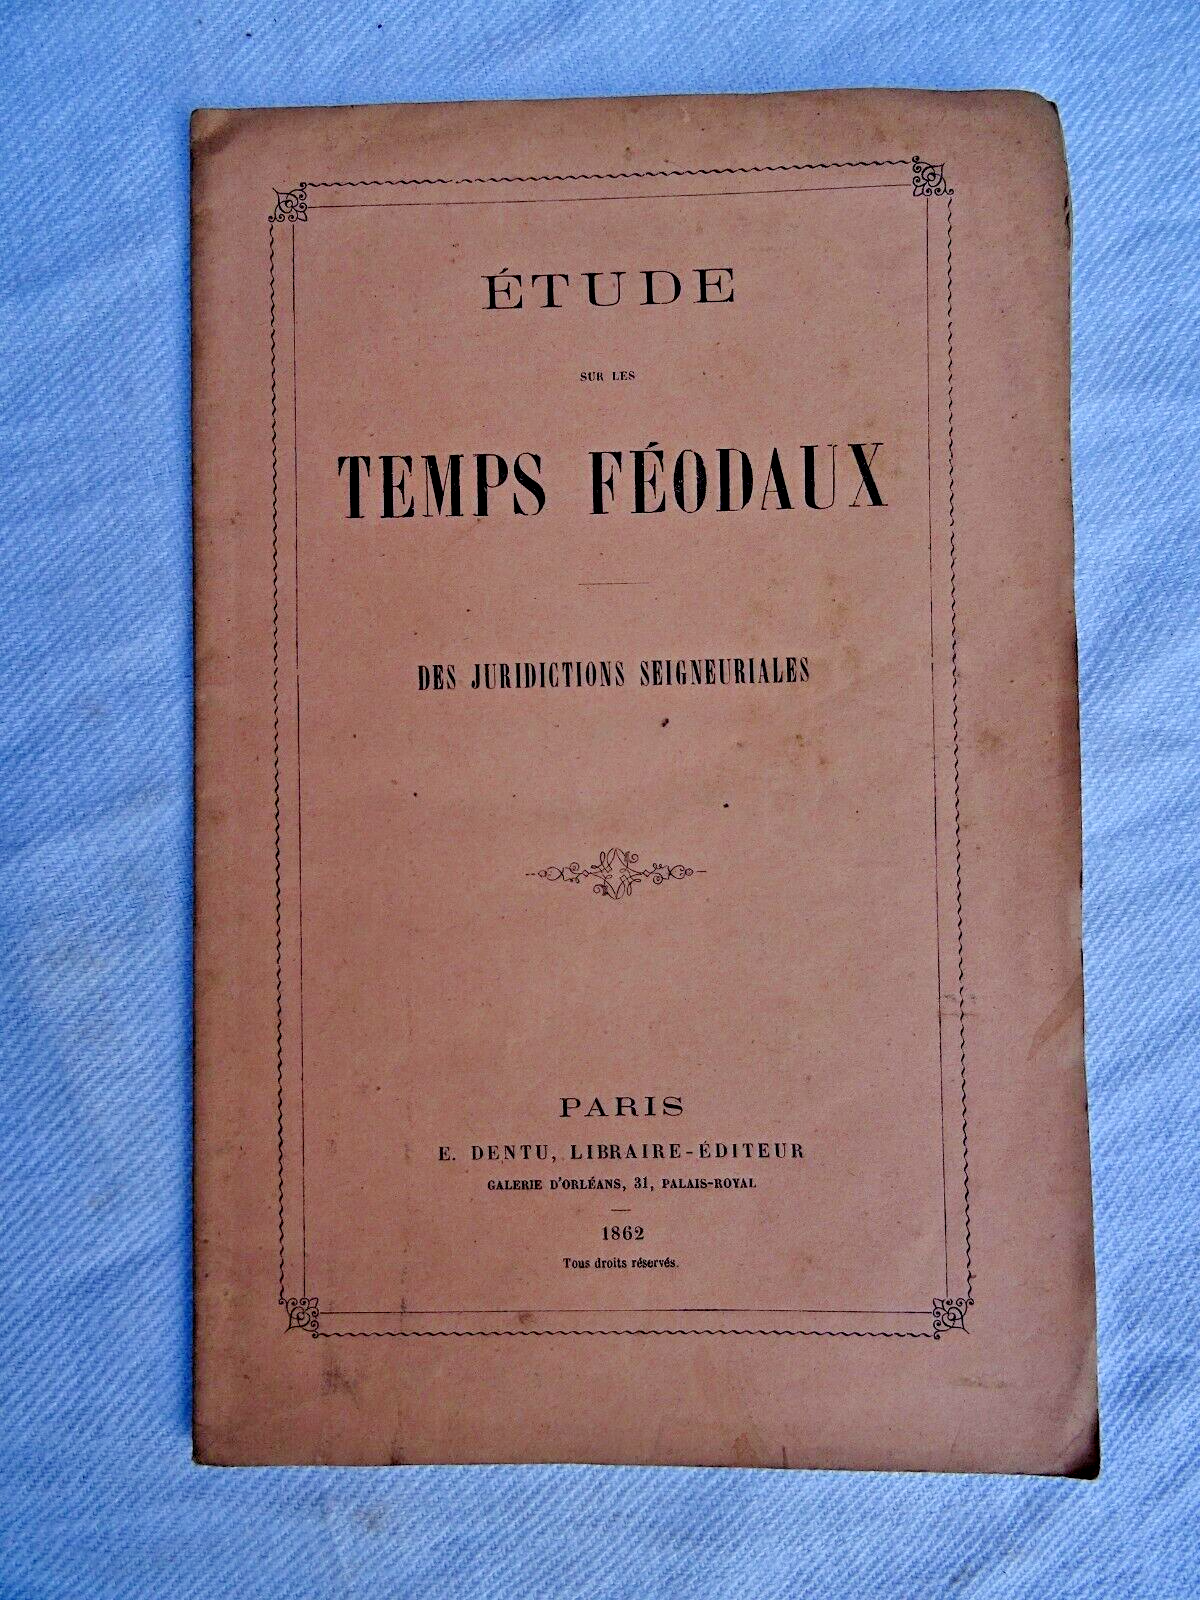 ÉTUDE
SUR LES
TEMPS FÉODAUX
DES JURIDICTIONS SEIGNEURIALES
PARIS
E. DENTU, LIBRAIRE-ÉDITEUR
GALERIE D'ORLÉANS, 31, PALAIS-ROYAL
1862
Tous droits réservés.